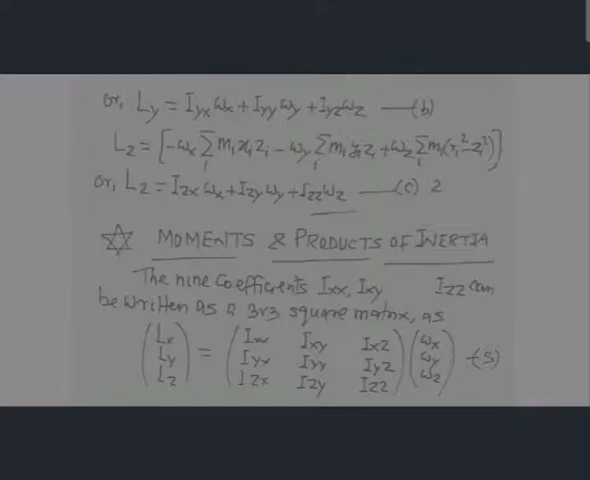 or, Ly = Iyx ωx + Iyy ωy + Iyz ωz —(b)
Lz = [-ωx ∑i mi xi zi - ωy ∑i mi yi zi + ωz ∑i mi (ri² - zi²)]
or, Lz = Izx ωx + Izy ωy + Izz ωz —(c) 2
☆ MOMENTS & PRODUCTS OF INERTIA
The nine coefficients Ixx, Ixy Izz can
be written as a 3x3 square matrix, as
(Lx) = (Ixx Ixy Ixz) (ωx)
(Ly) (Iyx Iyy Iyz) (ωy) —(5)
(Lz) (Izx Izy Izz) (ωz)